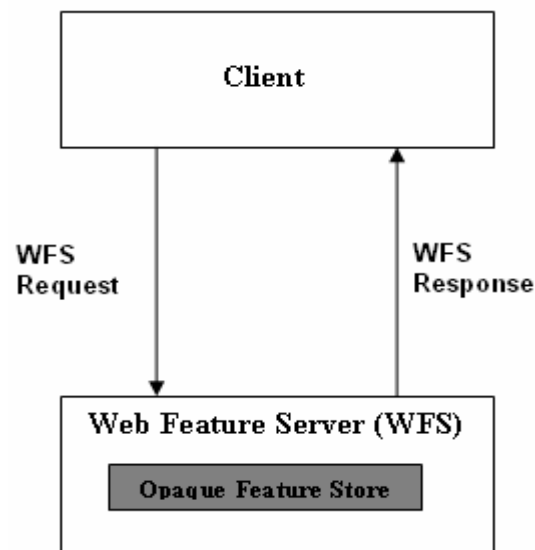 Client
WFS
Request
WFS
Response
Web Feature Server (WFS)
Opaque Feature Store